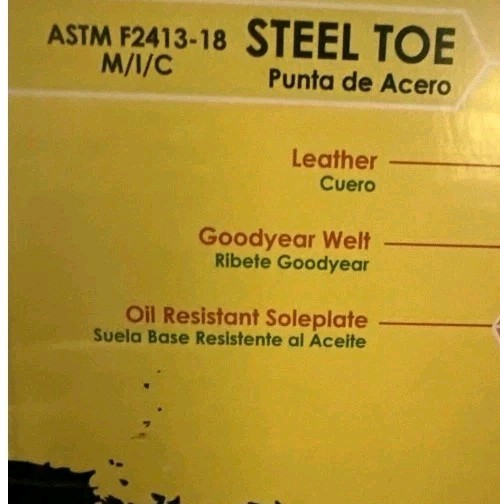 ASTM F2413-18 STEEL TOE
M/I/C Punta de Acero
Leather
Cuero
Goodyear Welt
Ribete Goodyear
Oil Resistant Soleplate
Suela Base Resistente al Aceite